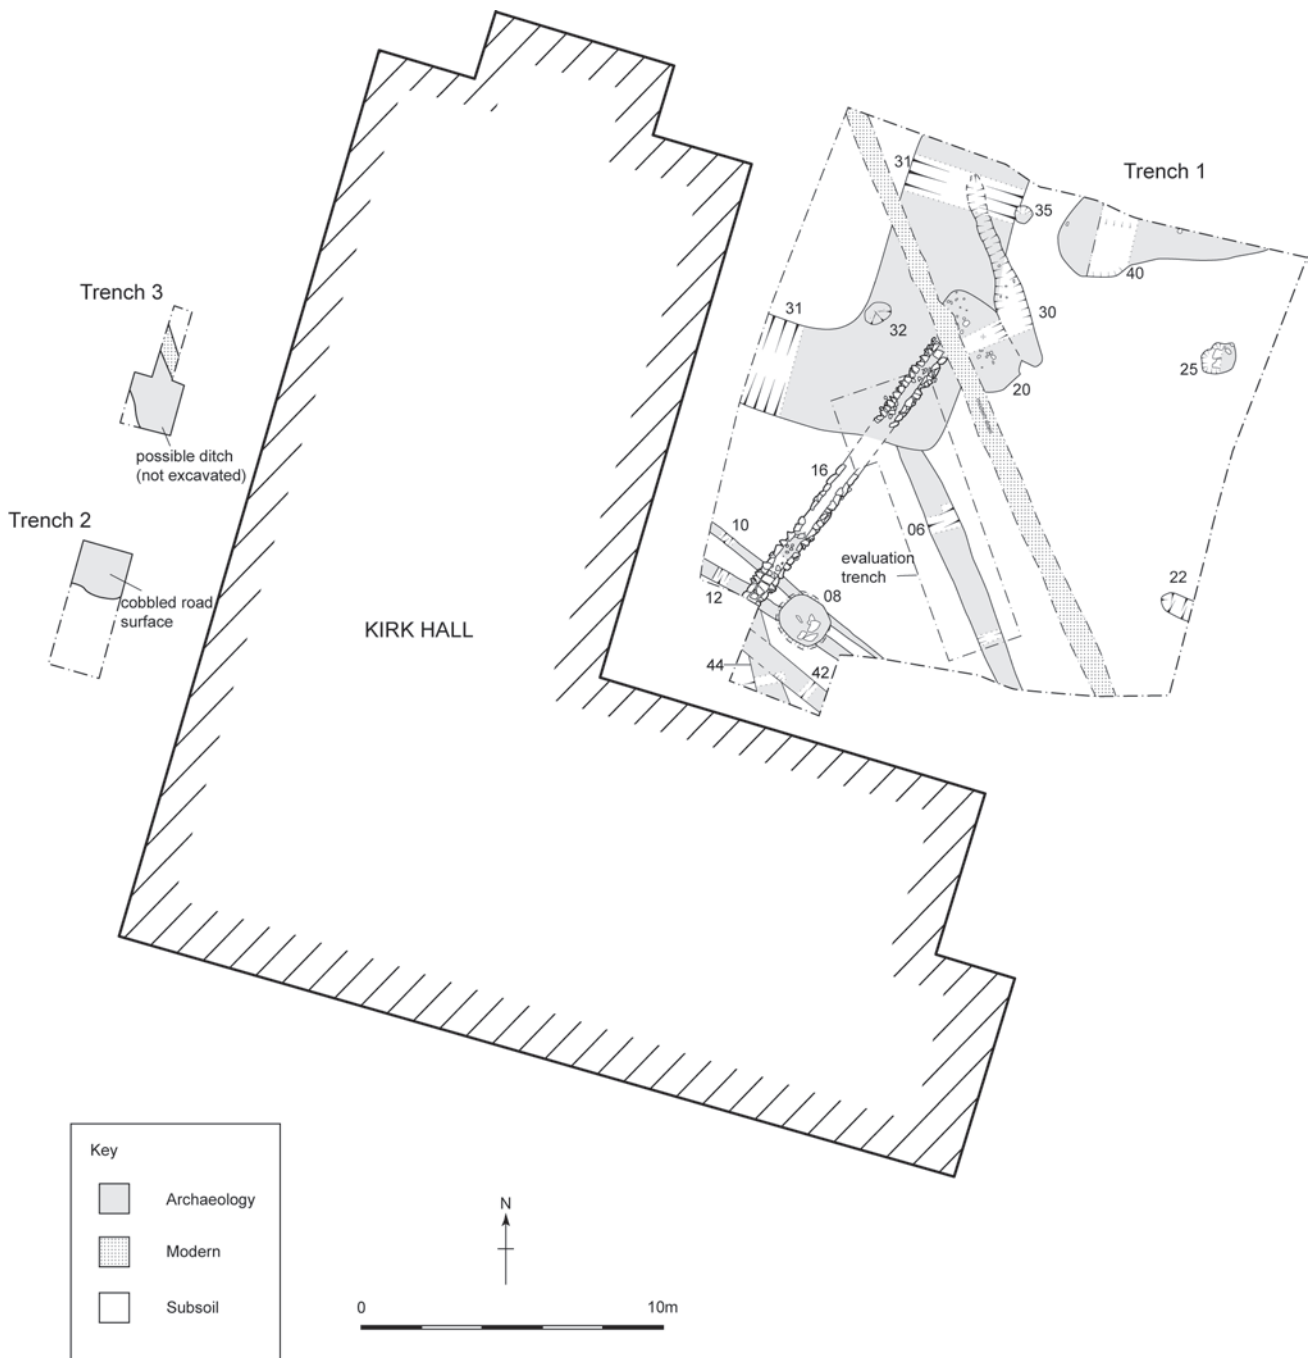 Trench 1
31
35
40
30
31
32
20
25
Trench 3
possible ditch
(not excavated)
16
06
10
evaluation
trench
12
08
22
Trench 2
cobbled road
surface
KIRK HALL
44
42
Key
Archaeology
Modern
Subsoil
N
0
10m